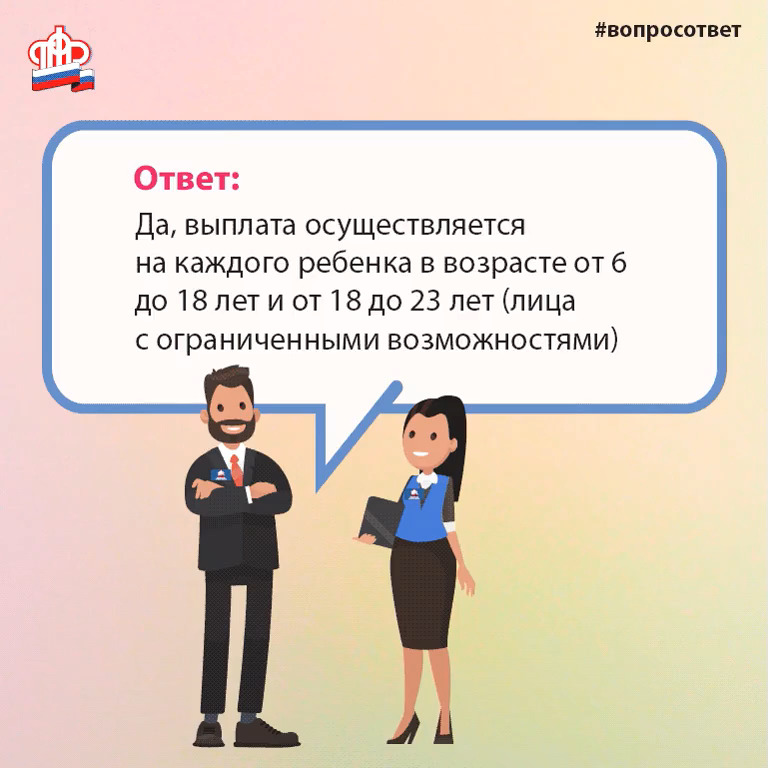 #вопросответ
ПФР
Ответ:
Да, выплата осуществляется
на каждого ребенка в возрасте от 6
до 18 лет и от 18 до 23 лет (лица
с ограниченными возможностями)